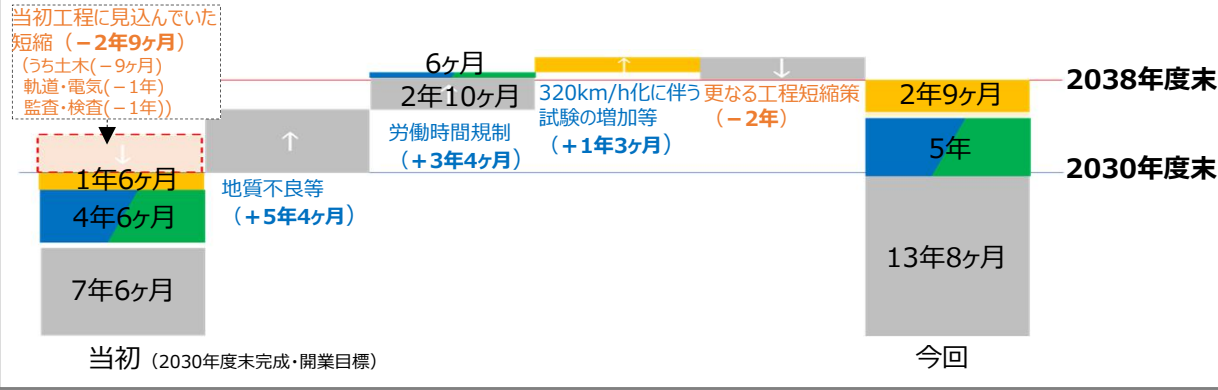 当初工程に見込んでいた
短縮（－2年9ヶ月）
（うち土木(－9ヶ月)
軌道・電気(－1年)
監査・検査(－1年))
↓
1年6ヶ月
4年6ヶ月
7年6ヶ月
当初（2030年度末完成・開業目標）
↑
地質不良等
（＋5年4ヶ月）
6ヶ月
2年10ヶ月
労働時間規制
（＋3年4ヶ月）
↑
320km/h化に伴う
試験の増加等
（＋1年3ヶ月）
↓
更なる工程短縮策
（－2年）
2年9ヶ月
5年
13年8ヶ月
今回
2038年度末
2030年度末